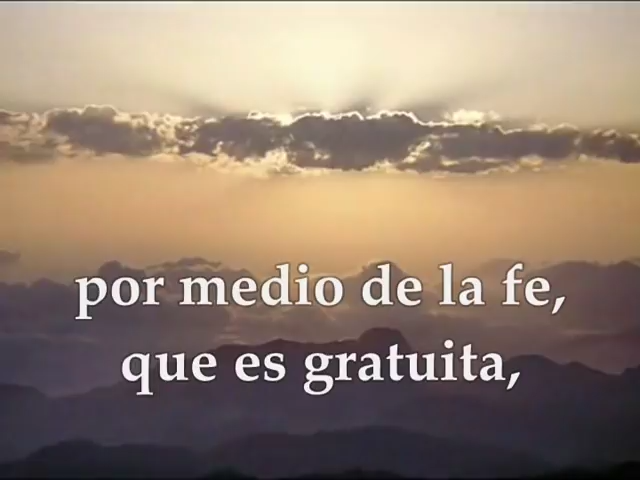 por medio de la fe,
que es gratuita,